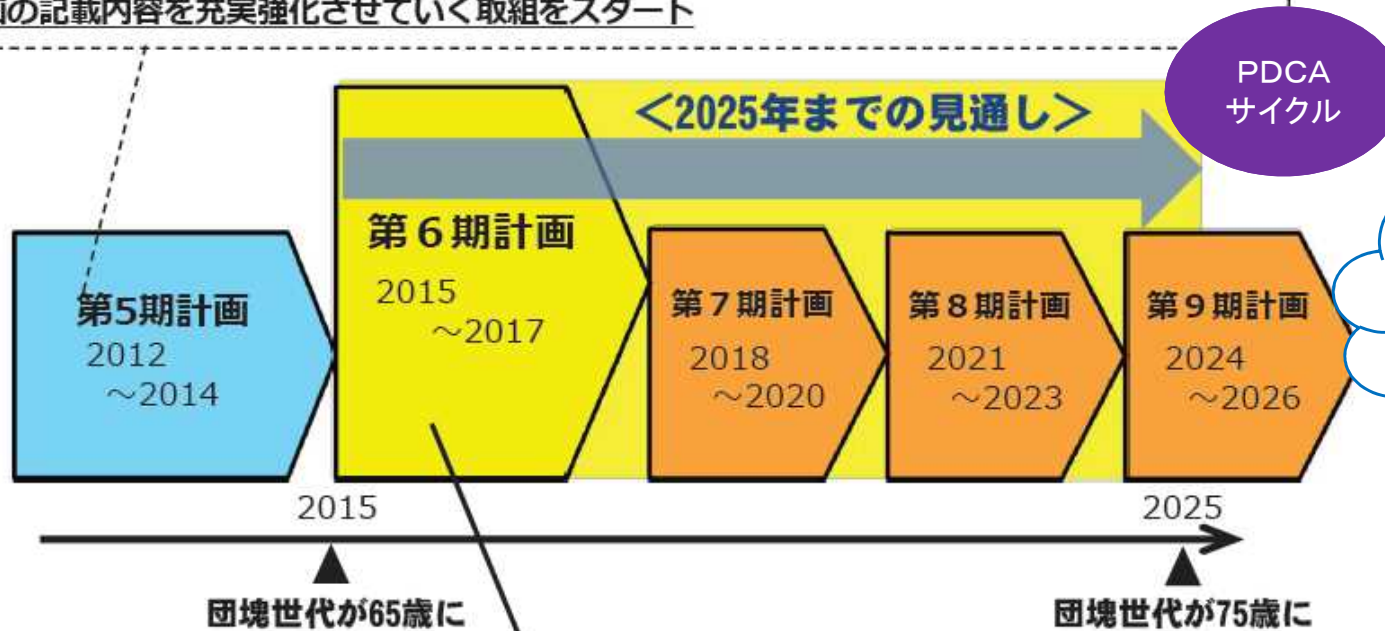 画の記載内容を充実強化させていく取組をスタート
PDCA
サイクル
＜2025年までの見通し＞
第６期計画
2015
～2017
第5期計画
2012
～2014
第７期計画
2018
～2020
第８期計画
2021
～2023
第９期計画
2024
～2026
2015
2025
団塊世代が65歳に
団塊世代が75歳に